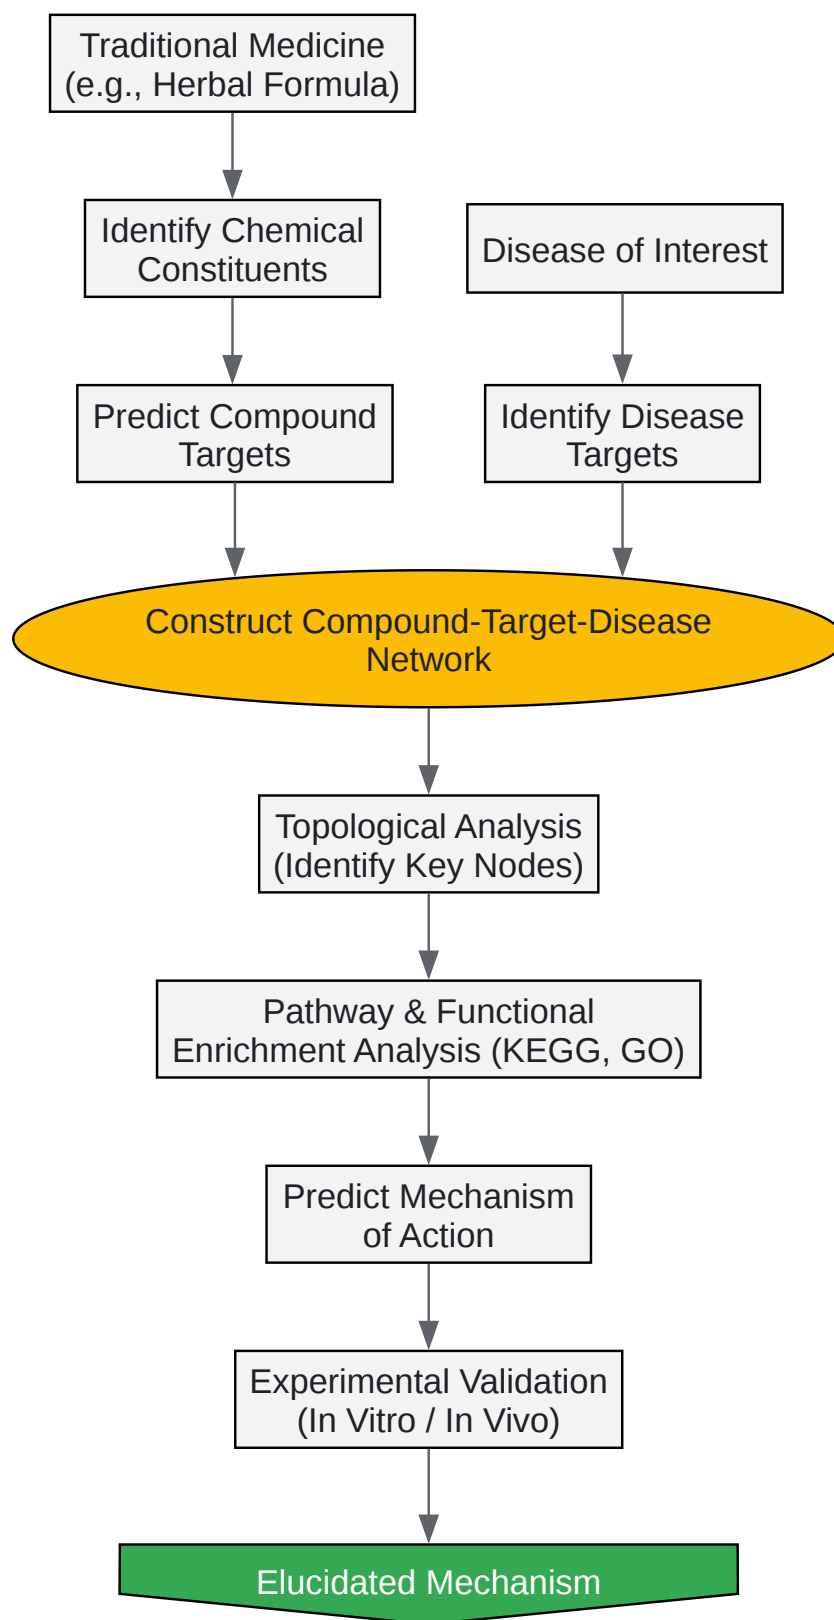 Traditional Medicine
(e.g., Herbal Formula)
Identify Chemical
Constituents
Disease of Interest
Predict Compound
Targets
Identify Disease
Targets
Construct Compound-Target-Disease
Network
Topological Analysis
(Identify Key Nodes)
Pathway & Functional
Enrichment Analysis (KEGG, GO)
Predict Mechanism
of Action
Experimental Validation
(In Vitro / In Vivo)
Elucidated Mechanism